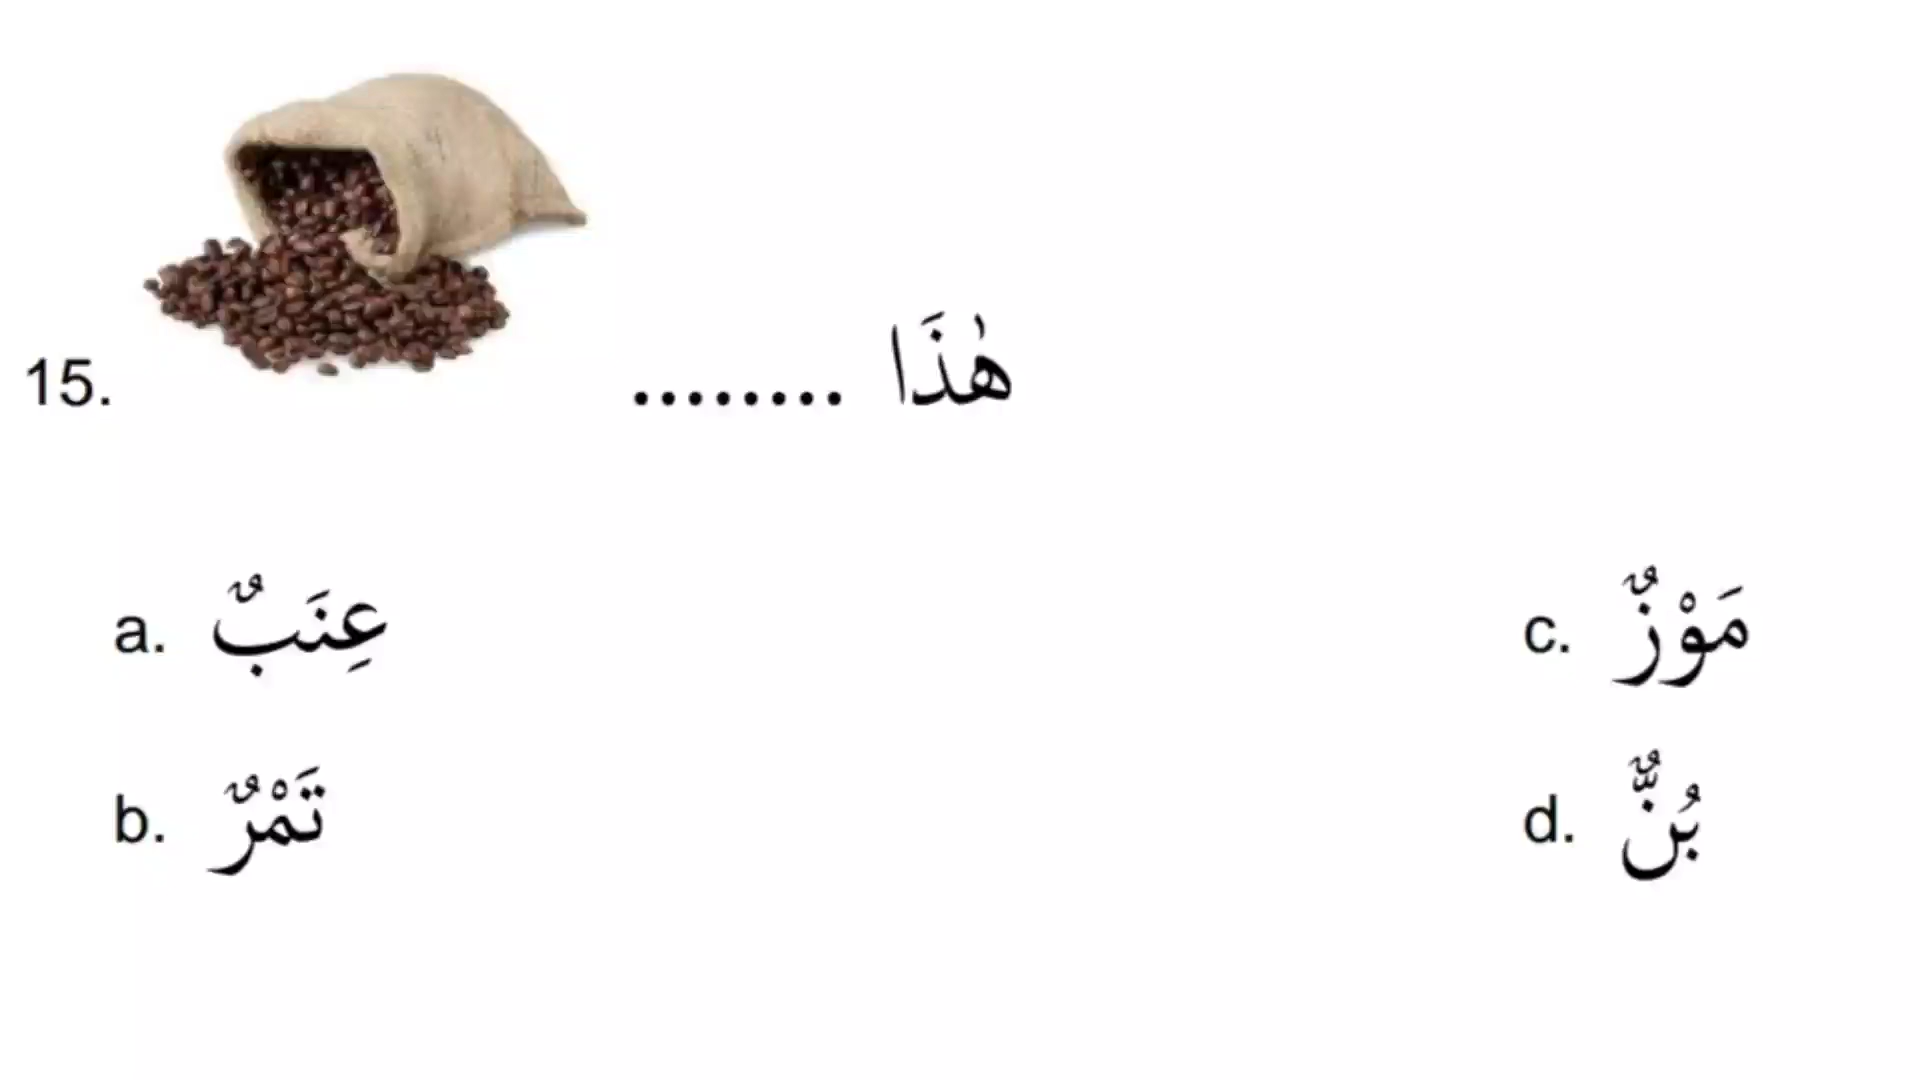 15. هٰذَا ........
a. عِنَبٌ
b. تَمْرٌ
c. مَوْزٌ
d. بُنٌّ